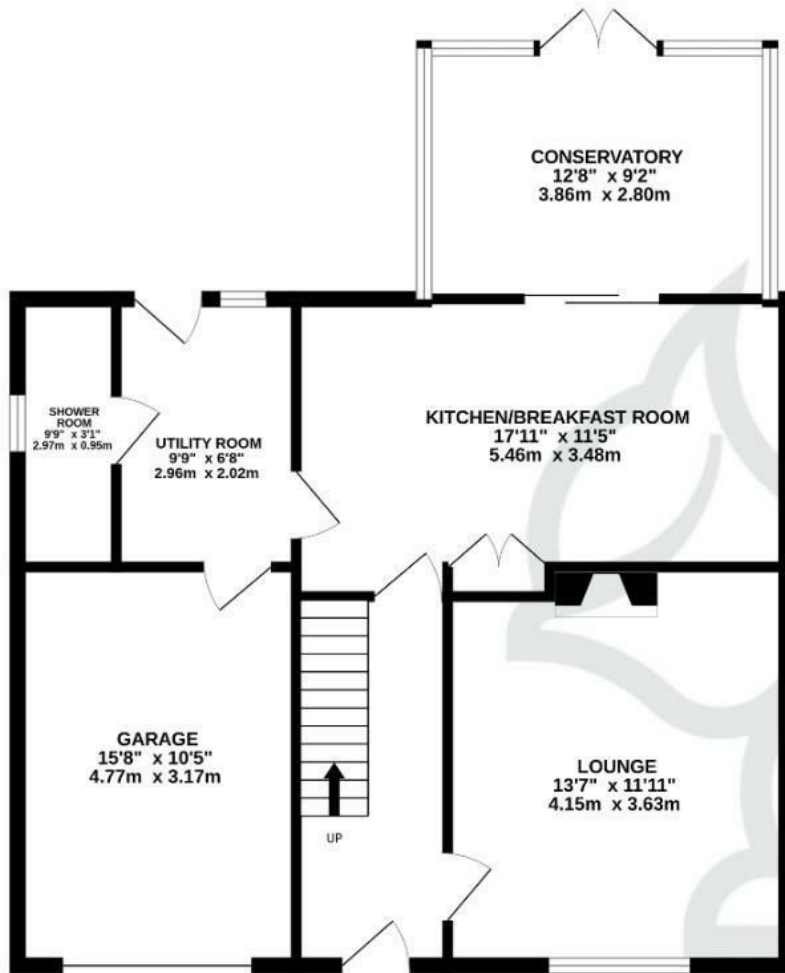 CONSERVATORY
12'8" x 9'2"
3.86m x 2.80m
SHOWER
ROOM
9'9" x 3'1"
2.97m x 0.95m
UTILITY ROOM
9'9" x 6'8"
2.96m x 2.02m
KITCHEN/BREAKFAST ROOM
17'11" x 11'5"
5.46m x 3.48m
GARAGE
15'8" x 10'5"
4.77m x 3.17m
UP
LOUNGE
13'7" x 11'11"
4.15m x 3.63m